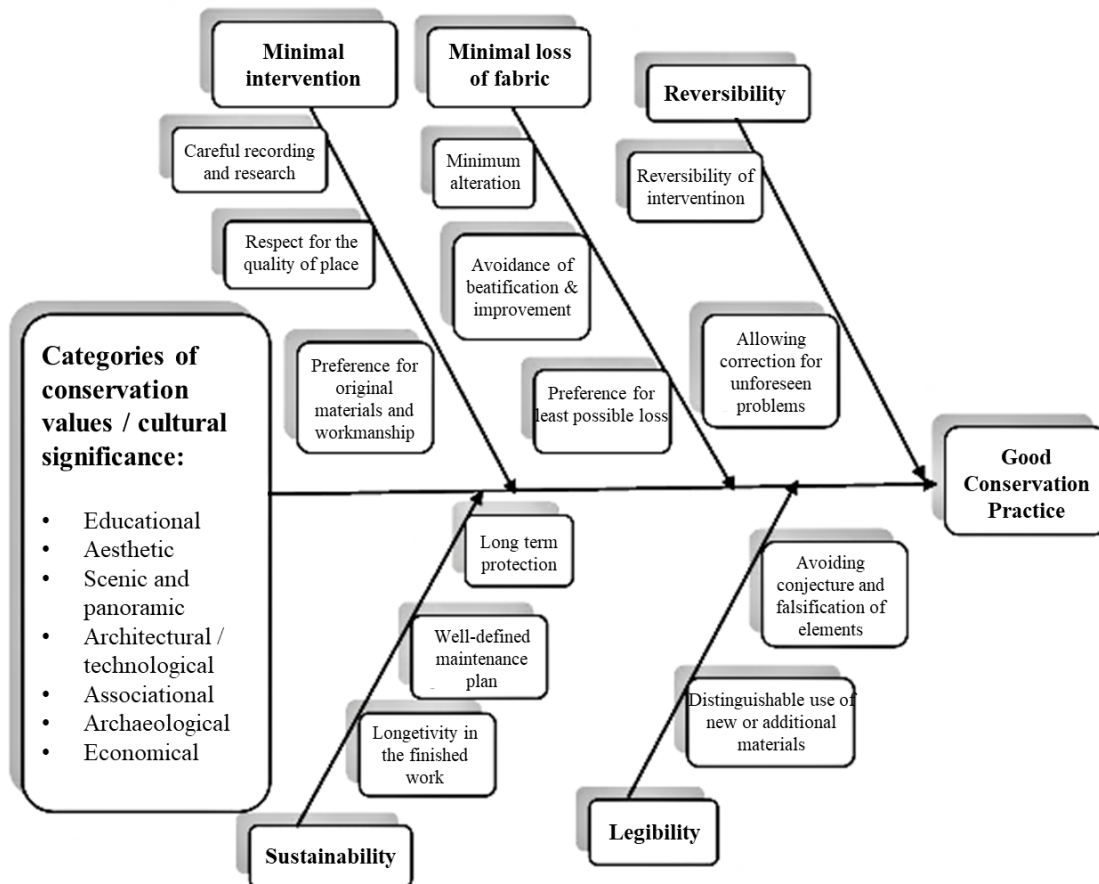 Minimal
intervention
Minimal loss
of fabric
Reversibility
Careful recording
and research
Minimum
alteration
Reversibility of
interventinon
Respect for the
quality of place
Avoidance of
beatification &
improvement
Preference for
original
materials and
workmanship
Preference for
least possible loss
Allowing
correction for
unforeseen
problems
Categories of
conservation
values / cultural
significance:
• Educational
• Aesthetic
• Scenic and
panoramic
• Architectural /
technological
• Associational
• Archaeological
• Economical
Good
Conservation
Practice
Long term
protection
Well-defined
maintenance
plan
Longetivity in
the finished
work
Avoiding
conjecture and
falsification of
elements
Distinguishable use of
new or additional
materials
Sustainability
Legibility